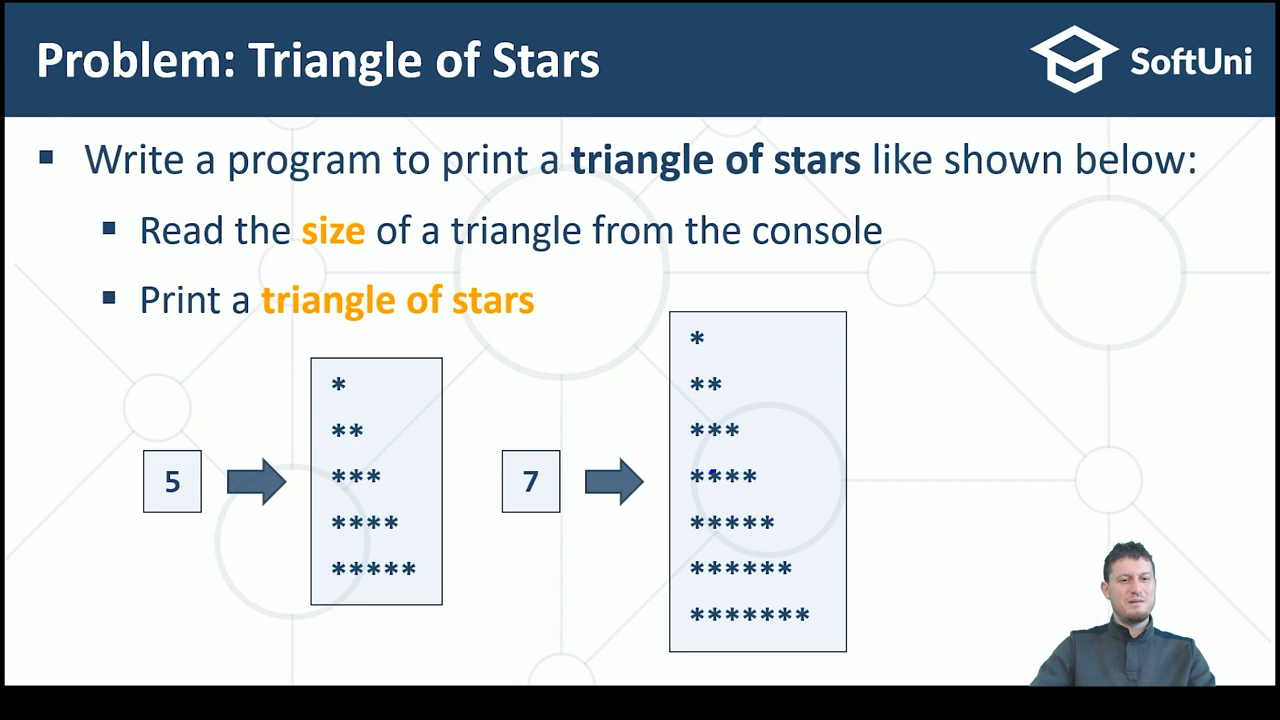 Problem: Triangle of Stars
SoftUni
▪ Write a program to print a triangle of stars like shown below:
▪ Read the size of a triangle from the console
▪ Print a triangle of stars
5
*
**
***
****
*****
7
*
**
***
****
*****
******
*******